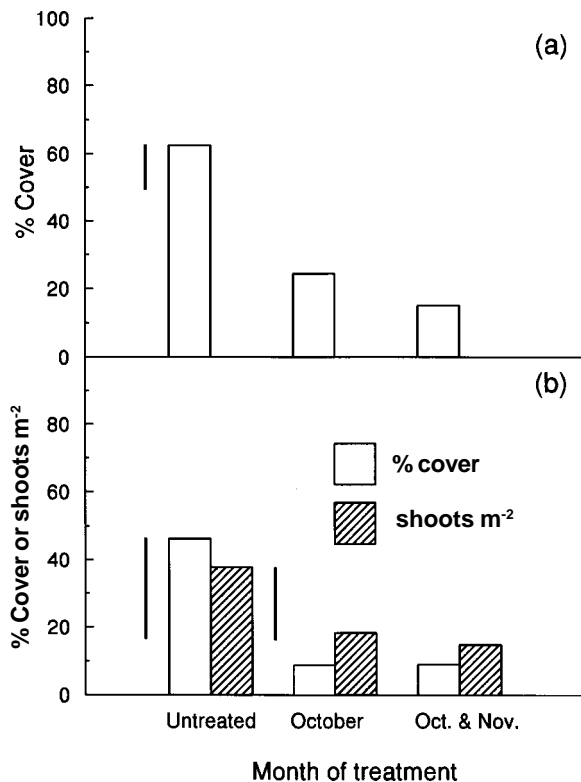 100
(a)
80
60
40
20
0
% Cover
(b)
80
60
40
20
0
% Cover or shoots m⁻²
% cover
shoots m⁻²
Untreated October Oct. & Nov.
Month of treatment